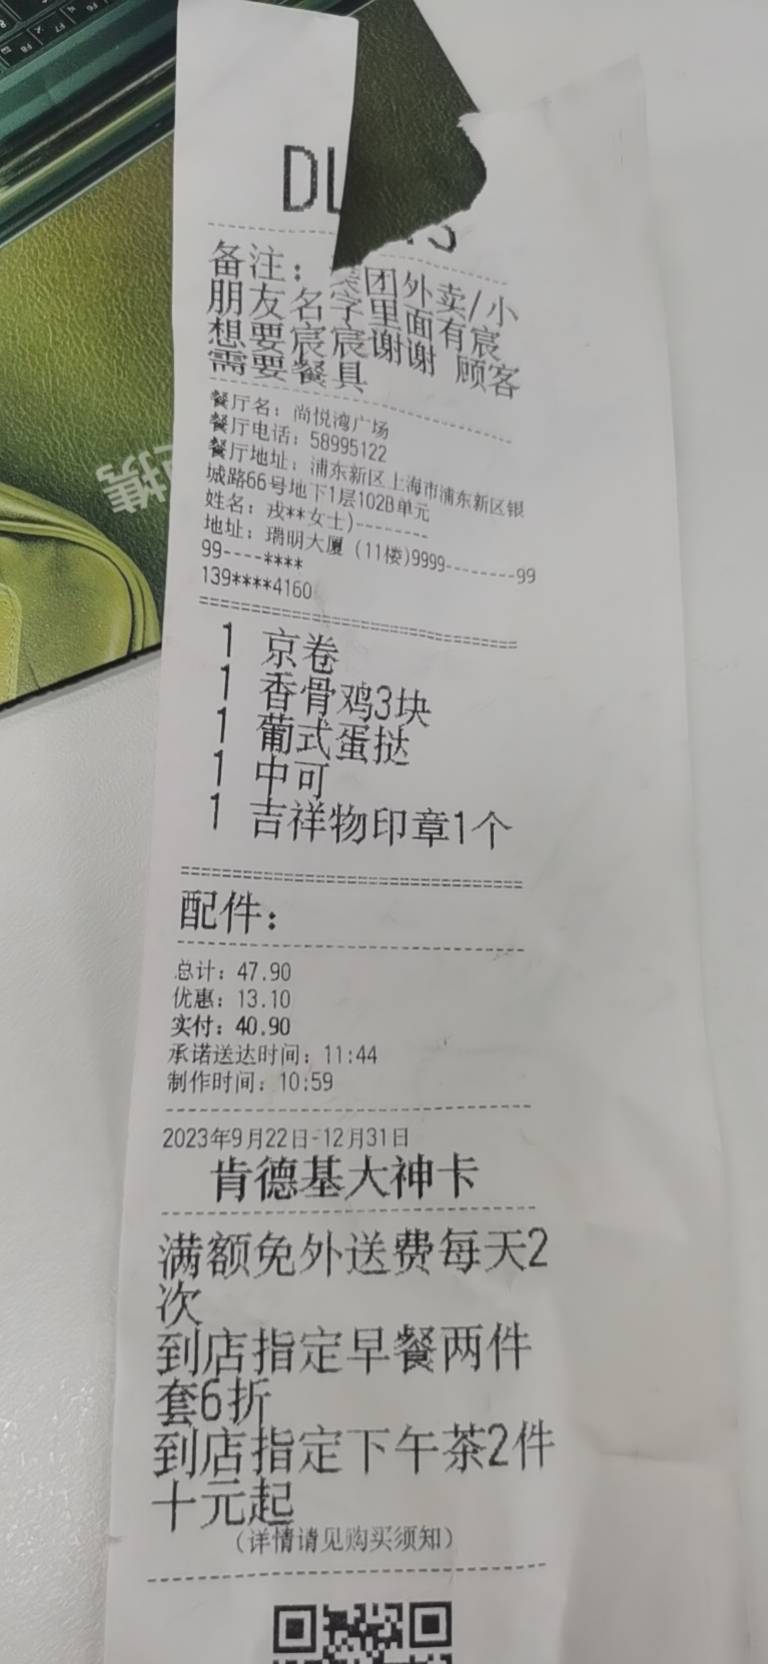 DL
备注：美团外卖/小
朋友名字里面有宸
想要宸宸谢谢 顾客
需要餐具
餐厅名：尚悦湾广场
餐厅电话：58995122
餐厅地址：浦东新区上海市浦东新区银
城路66号地下1层102B单元
姓名：戎**女士)--------
地址：瑞明大厦 (11楼)9999--------99
99----****
139****4160
1 京卷
1 香骨鸡3块
1 葡式蛋挞
1 中可
1 吉祥物印章1个
配件：
总计：47.90
优惠：13.10
实付：40.90
承诺送达时间：11:44
制作时间：10:59
2023年9月22日-12月31日
肯德基大神卡
满额免外送费每天2
次
到店指定早餐两件
套6折
到店指定下午茶2件
十元起
（详情请见购买须知）
携